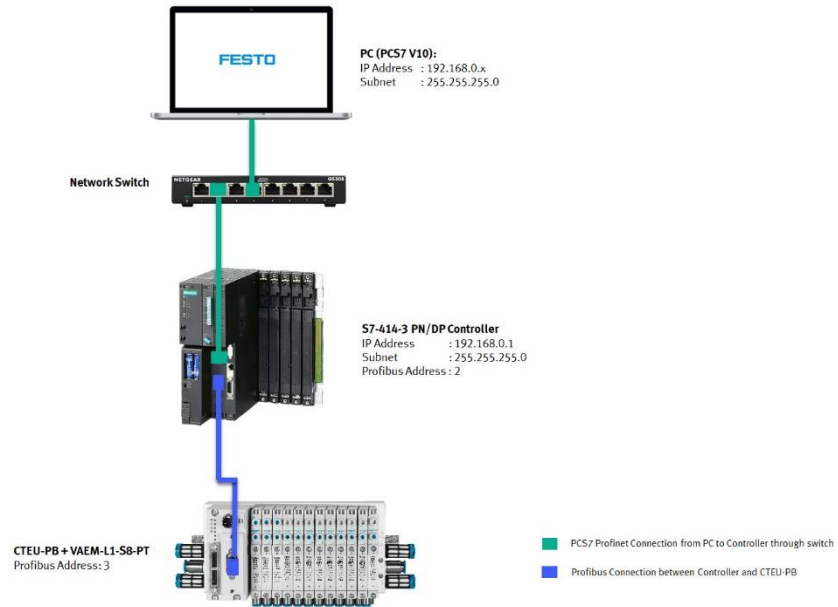 FESTO
PC (PCS7 V10):
IP Address : 192.168.0.x
Subnet : 255.255.255.0
Network Switch
NETGEAR
GS308
S7-414-3 PN/DP Controller
IP Address : 192.168.0.1
Subnet : 255.255.255.0
Profibus Address : 2
CTEU-PB + VAEM-L1-S8-PT
Profibus Address: 3
PCS7 Profinet Connection from PC to Controller through switch
Profibus Connection between Controller and CTEU-PB